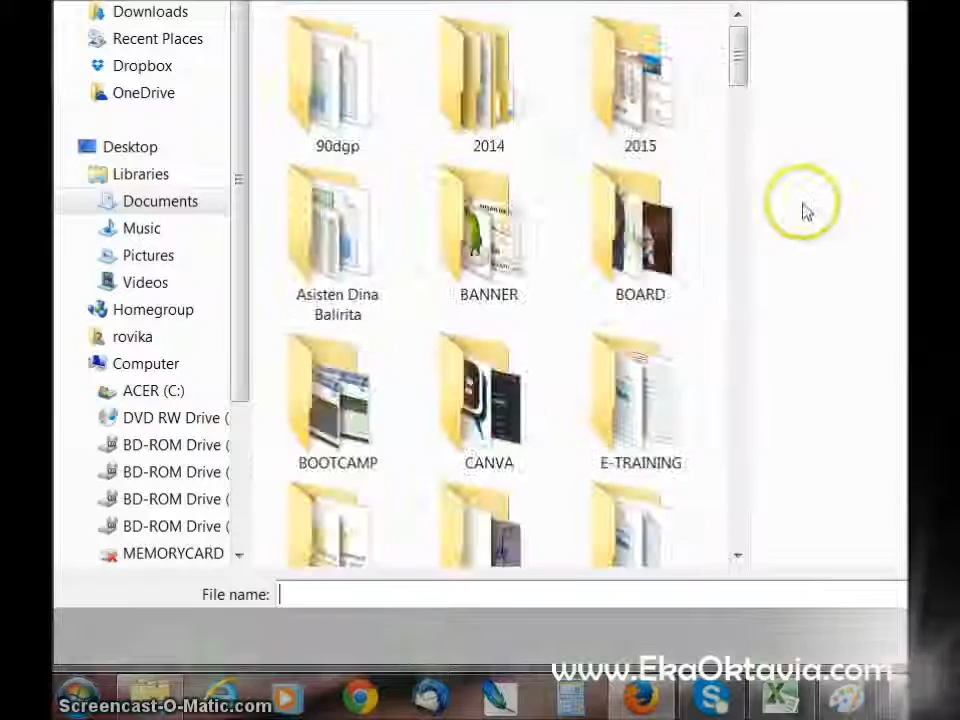 Downloads
Recent Places
Dropbox
OneDrive
Desktop
Libraries
Documents
Music
Pictures
Videos
Homegroup
rovika
Computer
ACER (C:)
DVD RW Drive (
BD-ROM Drive (
BD-ROM Drive (
BD-ROM Drive (
BD-ROM Drive (
MEMORYCARD
90dgp
2014
2015
Asisten Dina
Balirita
BANNER
BOARD
BOOTCAMP
CANVA
E-TRAINING
File name:
www.EkaOktavia.com
Screencast-O-Matic.com